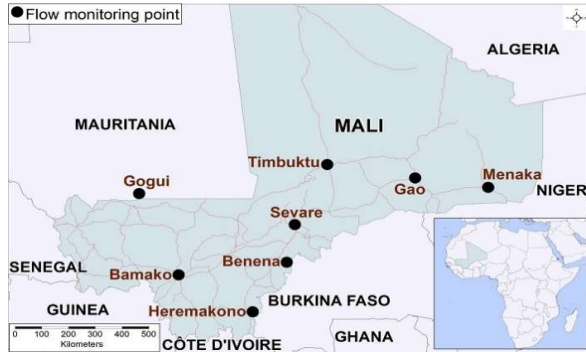 Flow monitoring point
ALGERIA
MAURITANIA
MALI
Timbuktu
Gogui
Gao
Menaka
NIGER
Sevare
SENEGAL
Bamako
Benena
GUINEA
Heremakono
BURKINA FASO
0 100 200 300 400 500
Kilometers
CÔTE D'IVOIRE
GHANA